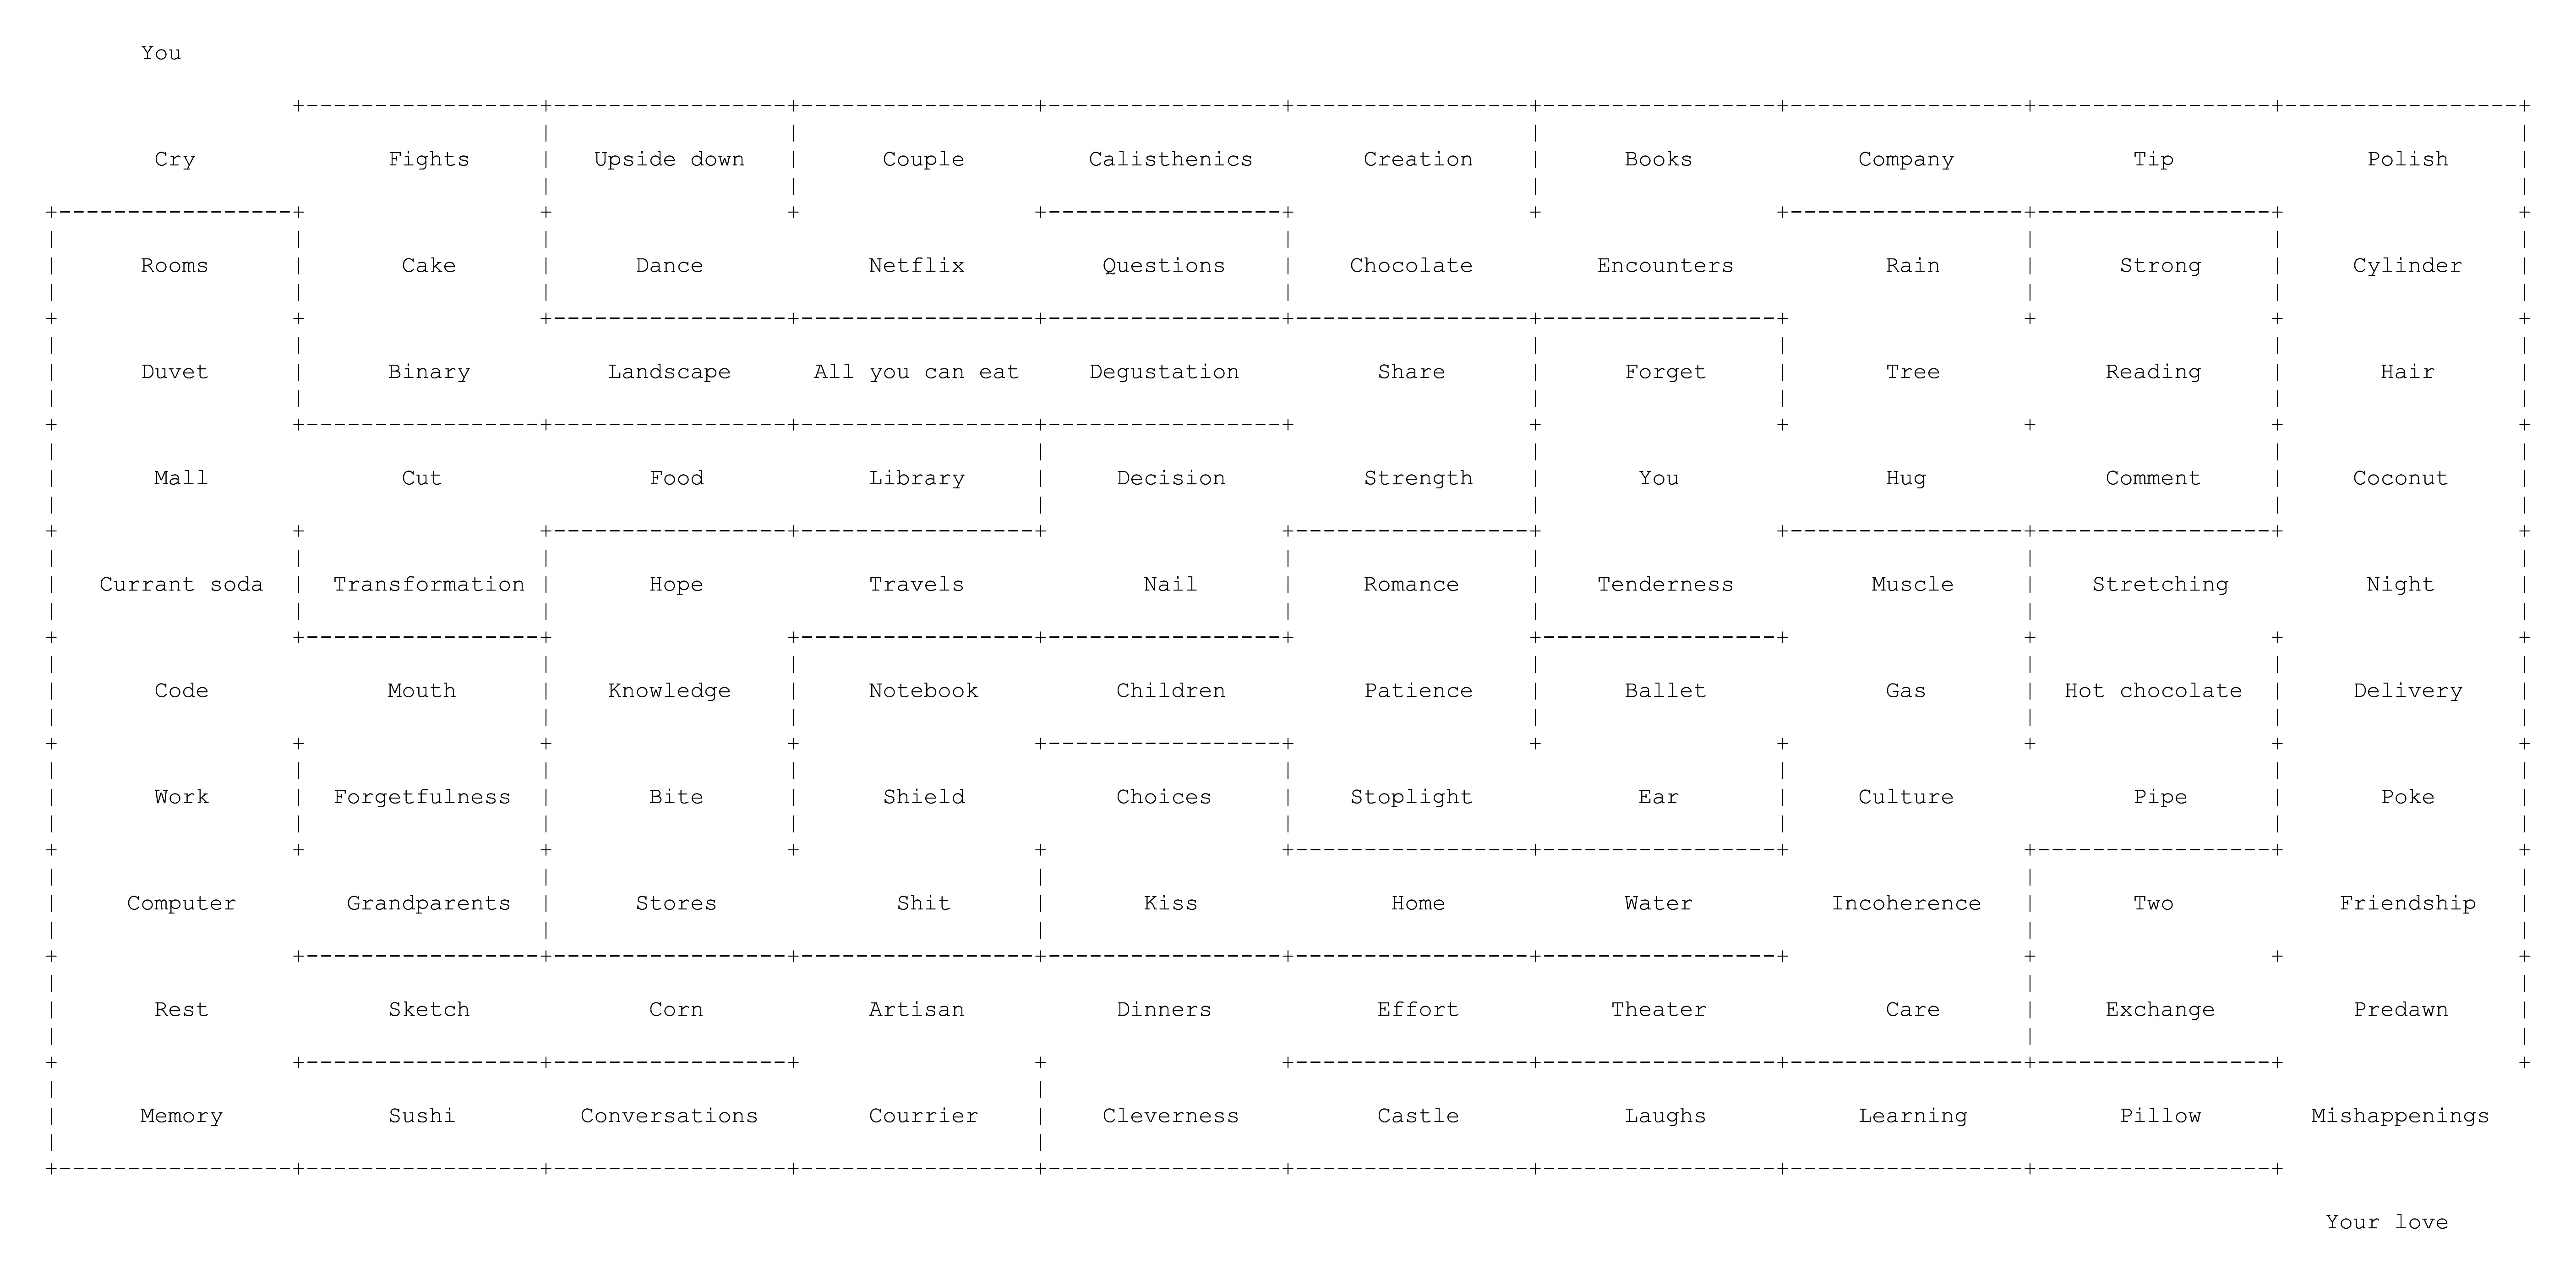 You
Cry Fights Upside down Couple Calisthenics Creation Books Company Tip Polish
Rooms Cake Dance Netflix Questions Chocolate Encounters Rain Strong Cylinder
Duvet Binary Landscape All you can eat Degustation Share Forget Tree Reading Hair
Mall Cut Food Library Decision Strength You Hug Comment Coconut
Currant soda Transformation Hope Travels Nail Romance Tenderness Muscle Stretching Night
Code Mouth Knowledge Notebook Children Patience Ballet Gas Hot chocolate Delivery
Work Forgetfulness Bite Shield Choices Stoplight Ear Culture Pipe Poke
Computer Grandparents Stores Shit Kiss Home Water Incoherence Two Friendship
Rest Sketch Corn Artisan Dinners Effort Theater Care Exchange Predawn
Memory Sushi Conversations Courrier Cleverness Castle Laughs Learning Pillow Mishappenings
Your love